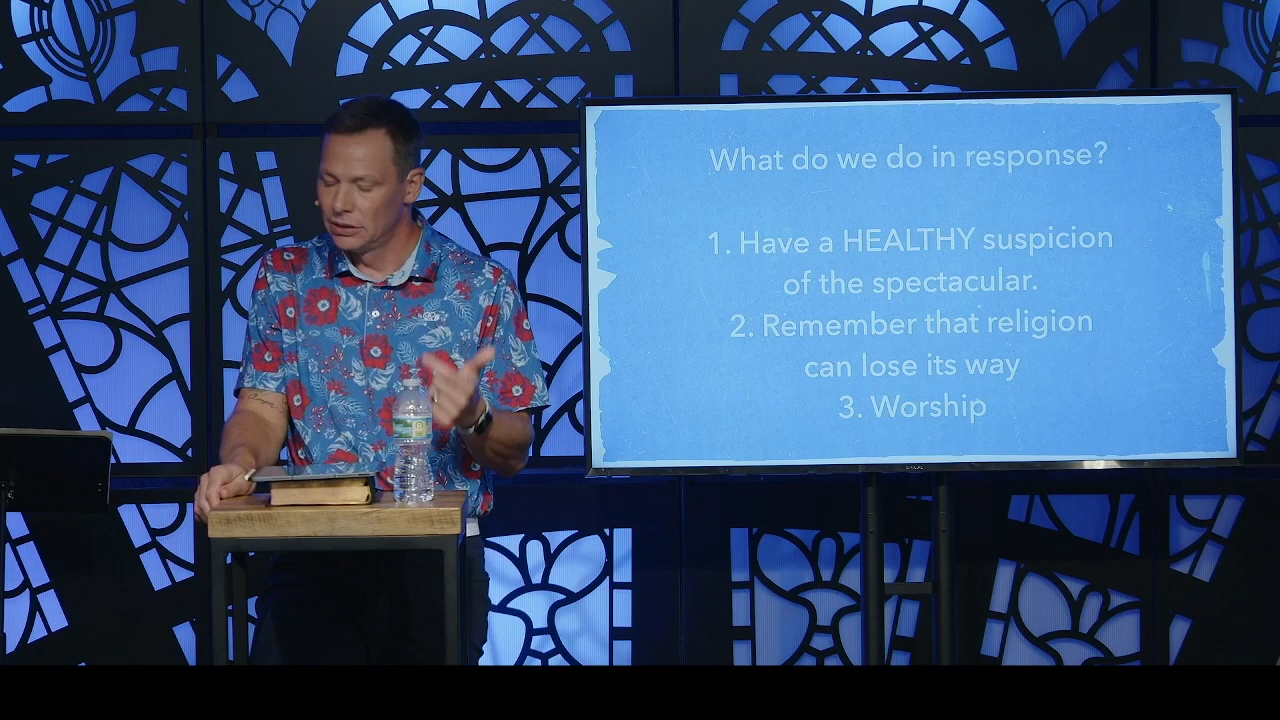 What do we do in response?
1. Have a HEALTHY suspicion
of the spectacular.
2. Remember that religion
can lose its way
3. Worship